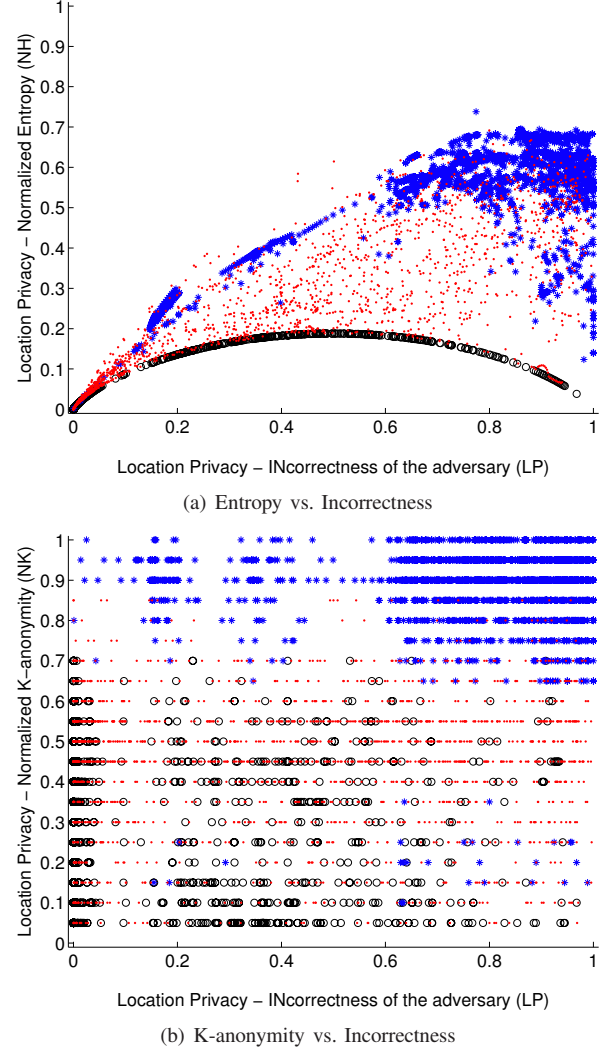 1
0.9
0.8
0.7
0.6
0.5
0.4
0.3
0.2
0.1
0
Location Privacy – Normalized Entropy (NH)
0 0.2 0.4 0.6 0.8 1
Location Privacy – INcorrectness of the adversary (LP)
(a) Entropy vs. Incorrectness
1
0.9
0.8
0.7
0.6
0.5
0.4
0.3
0.2
0.1
0
Location Privacy – Normalized K-anonymity (NK)
0 0.2 0.4 0.6 0.8 1
Location Privacy – INcorrectness of the adversary (LP)
(b) K-anonymity vs. Incorrectness